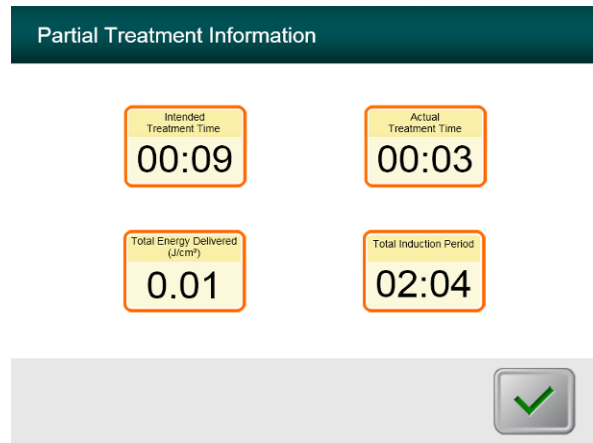 Partial Treatment Information
Intended
Treatment Time
00:09
Actual
Treatment Time
00:03
Total Energy Delivered
(J/cm²)
0.01
Total Induction Period
02:04